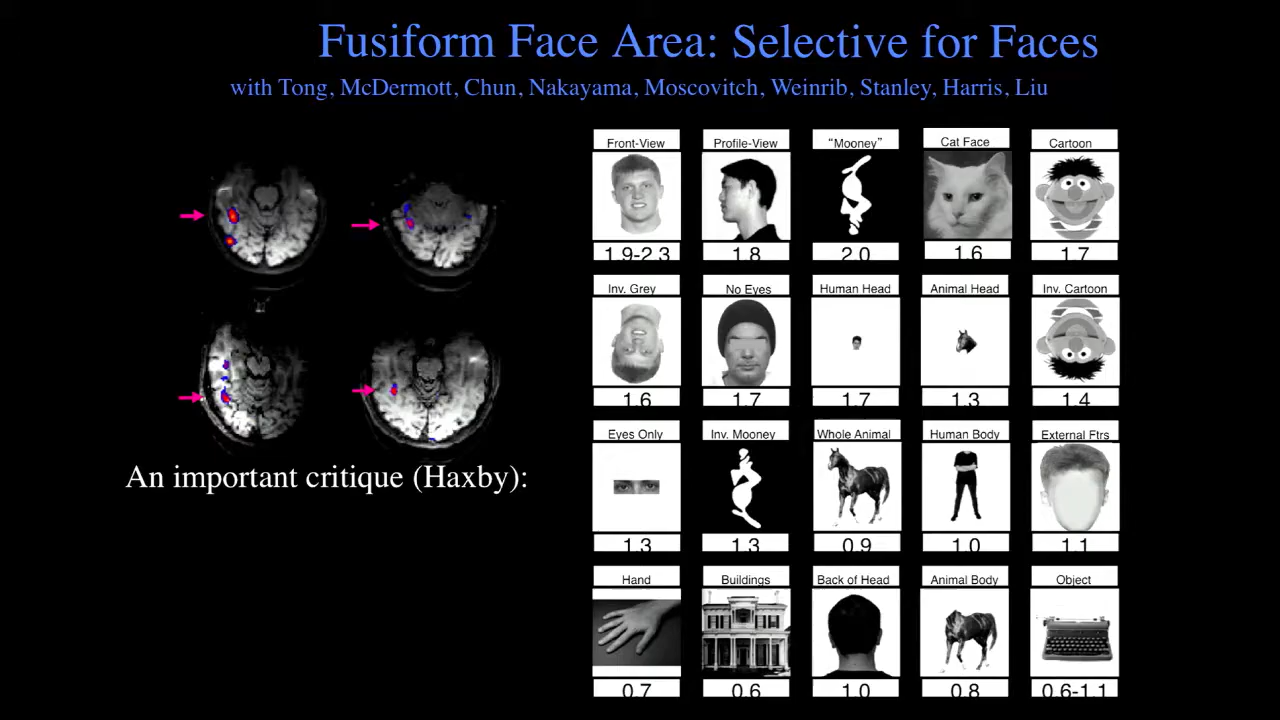 Fusiform Face Area: Selective for Faces
with Tong, McDermott, Chun, Nakayama, Moscovitch, Weinrib, Stanley, Harris, Liu
Front-View Profile-View “Mooney” Cat Face Cartoon
1.9-2.3 1.8 2.0 1.6 1.7
Inv. Grey No Eyes Human Head Animal Head Inv. Cartoon
1.6 1.7 1.7 1.3 1.4
An important critique (Haxby):
Eyes Only Inv. Mooney Whole Animal Human Body External Ftrs
1.3 1.3 0.9 1.0 1.1
Hand Buildings Back of Head Animal Body Object
0.7 0.6 1.0 0.8 0.6-1.1